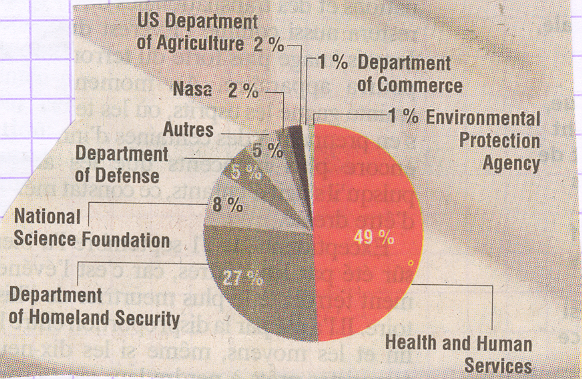 US Department
of Agriculture 2 %
1 % Department
of Commerce
Nasa 2 %
1 % Environmental
Protection
Agency
Autres
5 %
Department
of Defense
5 %
8 %
National
Science Foundation
49 %
27 %
Department
of Homeland Security
Health and Human
Services